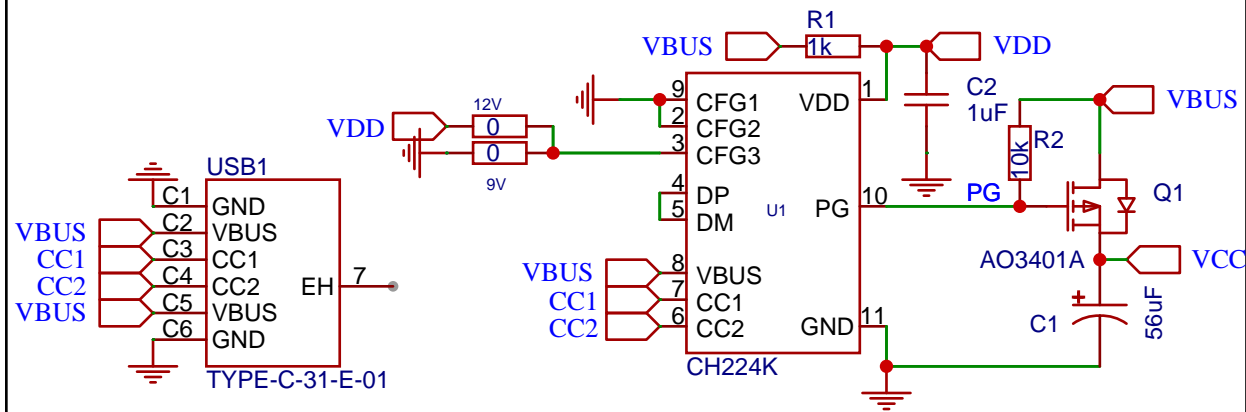 R1
VBUS 1k VDD
9 CFG1 VDD 1
2 CFG2
3 CFG3
4 DP
5 DM
U1
PG 10
8 VBUS
7 CC1
6 CC2
GND 11
CH224K
12V
VDD 0
0
9V
C2
1uF
VBUS
R2
10k
PG
Q1
AO3401A
VCC
C1
56uF
+
VBUS
CC1
CC2
USB1
C1 GND
VBUS C2 VBUS
CC1 C3 CC1
CC2 C4 CC2
VBUS C5 VBUS
C6 GND
EH 7
TYPE-C-31-E-01